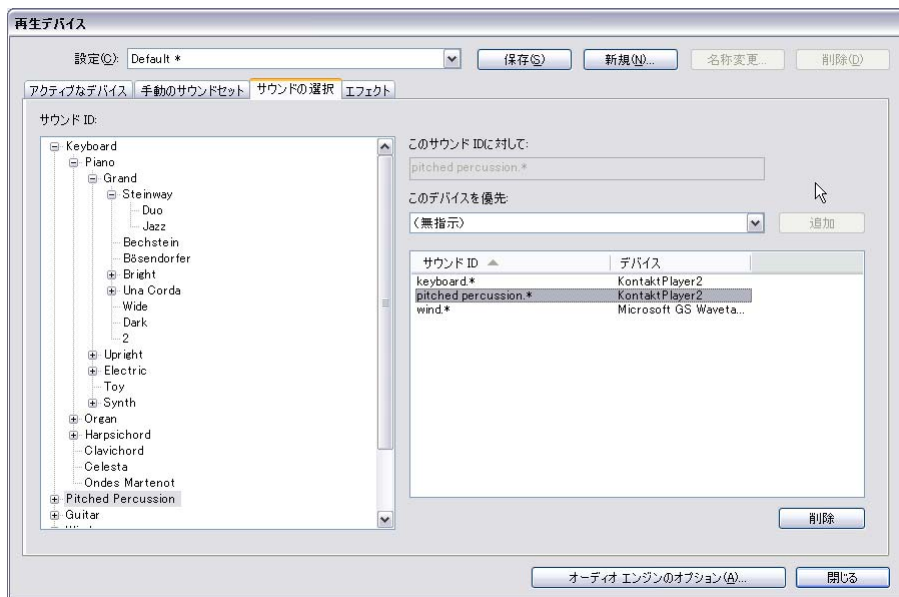 再生デバイス
設定(C): Default *
保存(S)
新規(N)...
名称変更...
削除(D)
アクティブなデバイス
手動のサウンドセット
サウンドの選択
エフェクト
サウンド ID:
Keyboard
Piano
Grand
Steinway
Duo
Jazz
Bechstein
Bösendorfer
Bright
Una Corda
Wide
Dark
2
Upright
Electric
Toy
Synth
Organ
Harpsichord
Clavichord
Celesta
Ondes Martenot
Pitched Percussion
Guitar
このサウンド IDに対して:
pitched percussion.*
このデバイスを優先:
(無指示)
追加
サウンド ID デバイス
keyboard.* KontaktPlayer2
pitched percussion.* KontaktPlayer2
wind.* Microsoft GS Waveta...
削除
オーディオ エンジンのオプション(A)...
閉じる